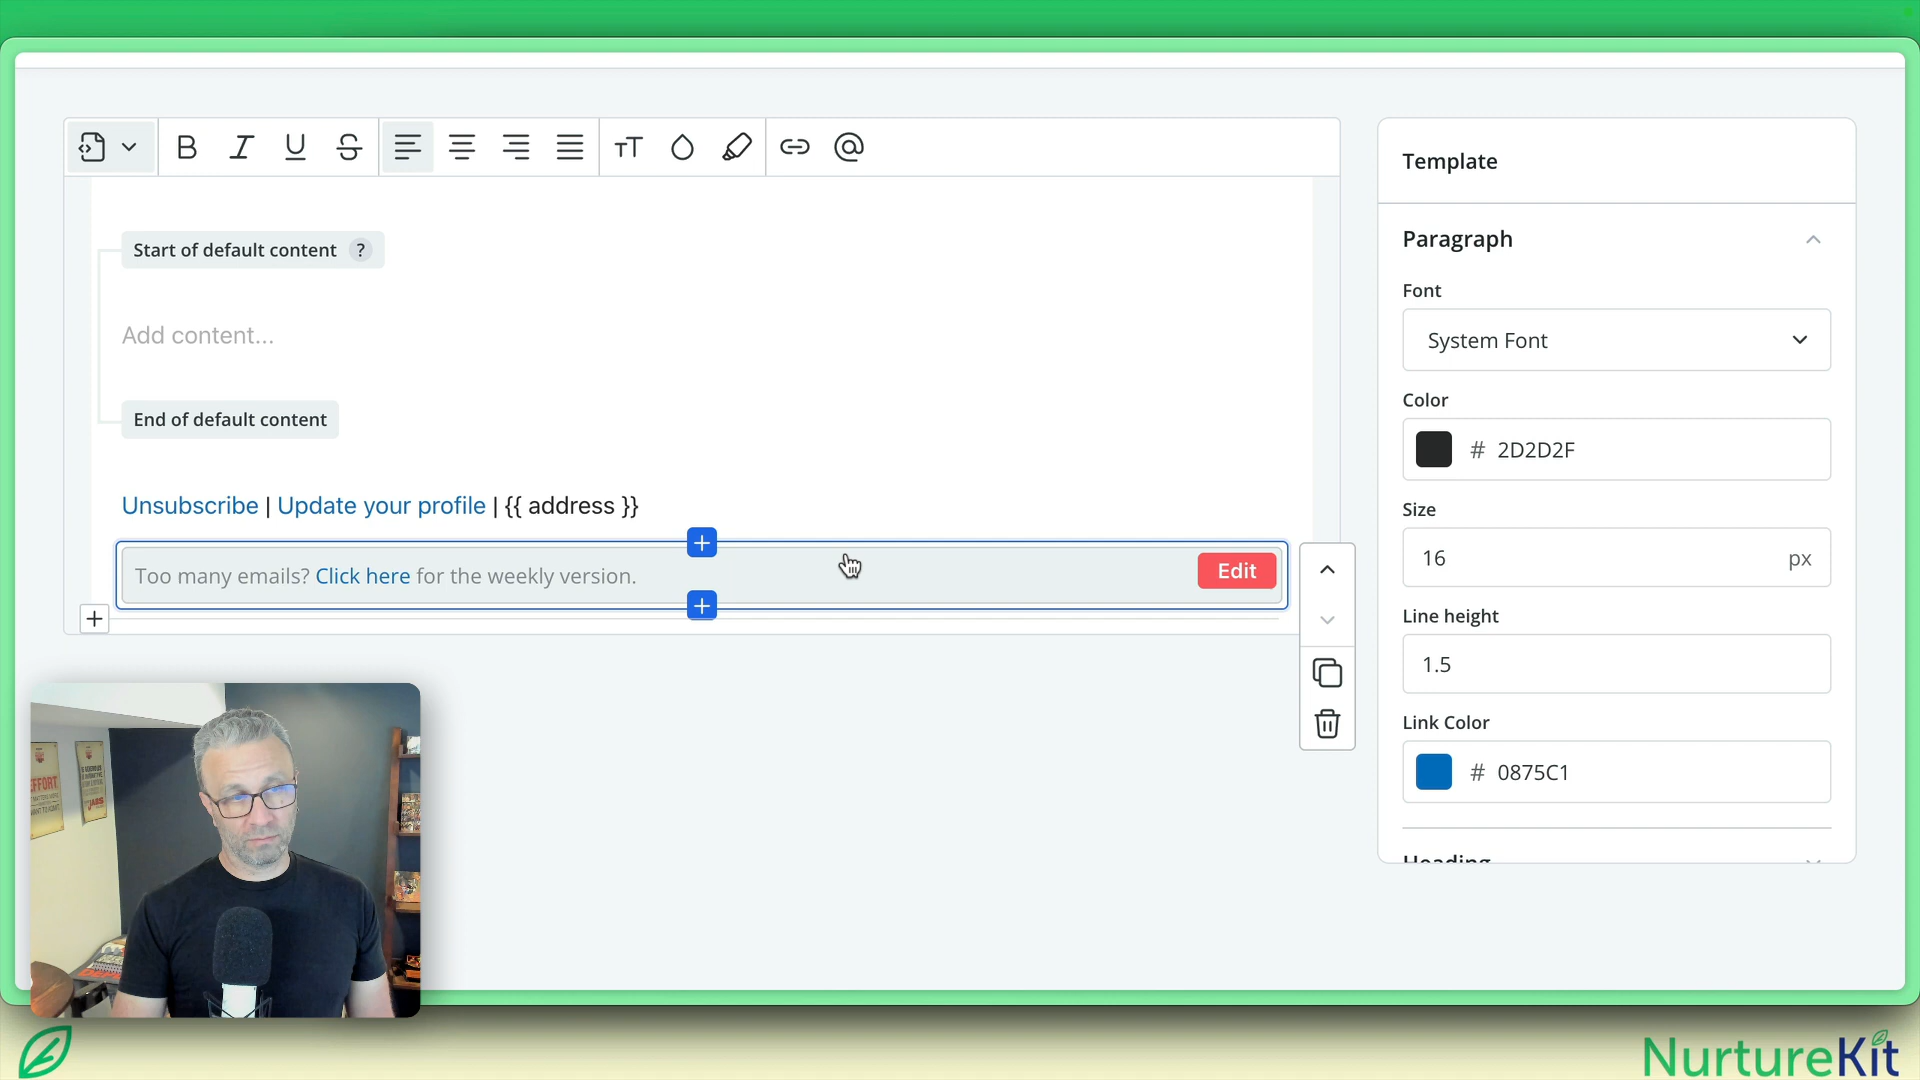 Start of default content ?
Add content...
End of default content
Unsubscribe | Update your profile | {{ address }}
Too many emails? Click here for the weekly version.
Edit
Template
Paragraph
Font
System Font
Color
# 2D2D2F
Size
16 px
Line height
1.5
Link Color
# 0875C1
Heading
EFFORT
NurtureKit